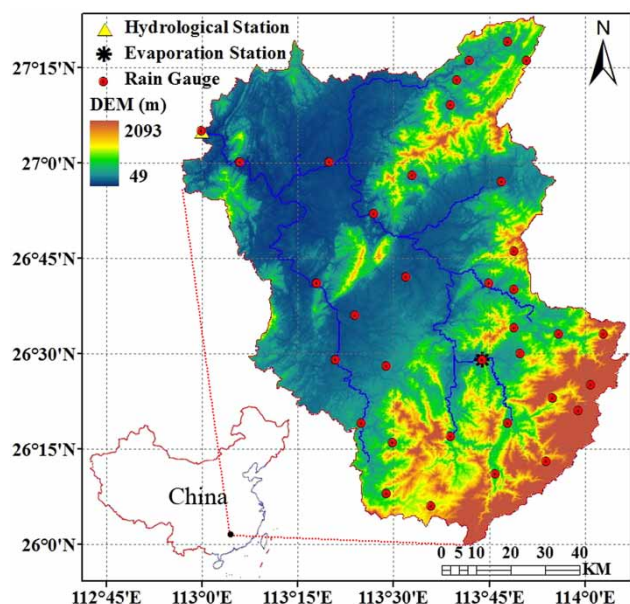 Hydrological Station
Evaporation Station
Rain Gauge
DEM (m)
2093
49
N
27°15'N
27°0'N
26°45'N
26°30'N
26°15'N
26°0'N
China
0 5 10 20 30 40
KM
112°45'E 113°0'E 113°15'E 113°30'E 113°45'E 114°0'E